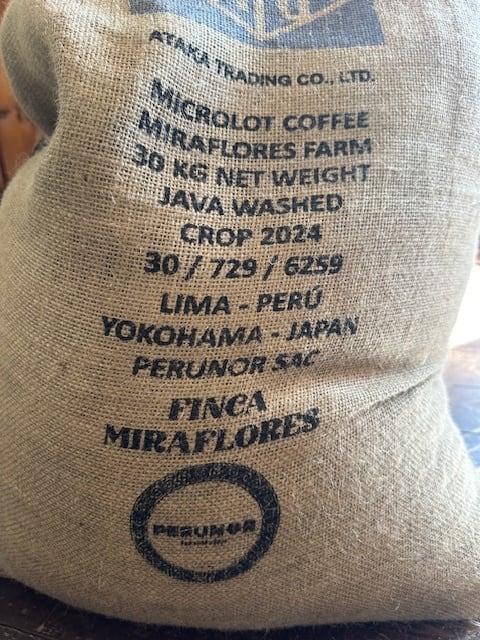 ATAKA TRADING CO., LTD.
MICROLOT COFFEE
MIRAFLORES FARM
30 KG NET WEIGHT
JAVA WASHED
CROP 2024
30 / 729 / 6259
LIMA - PERÚ
YOKOHAMA - JAPAN
PERUNOR SAC
FINCA
MIRAFLORES
PERUNOR